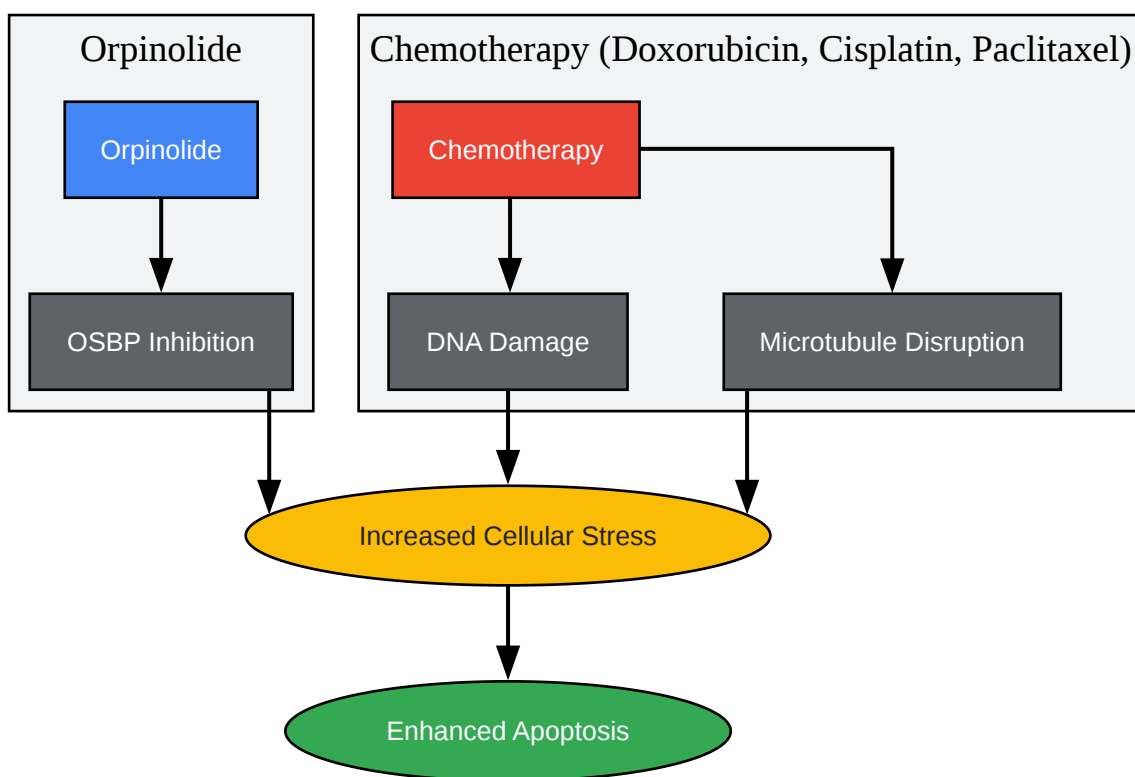 Orpinolide
Chemotherapy (Doxorubicin, Cisplatin, Paclitaxel)
Orpinolide
Chemotherapy
OSBP Inhibition
DNA Damage
Microtubule Disruption
Increased Cellular Stress
Enhanced Apoptosis